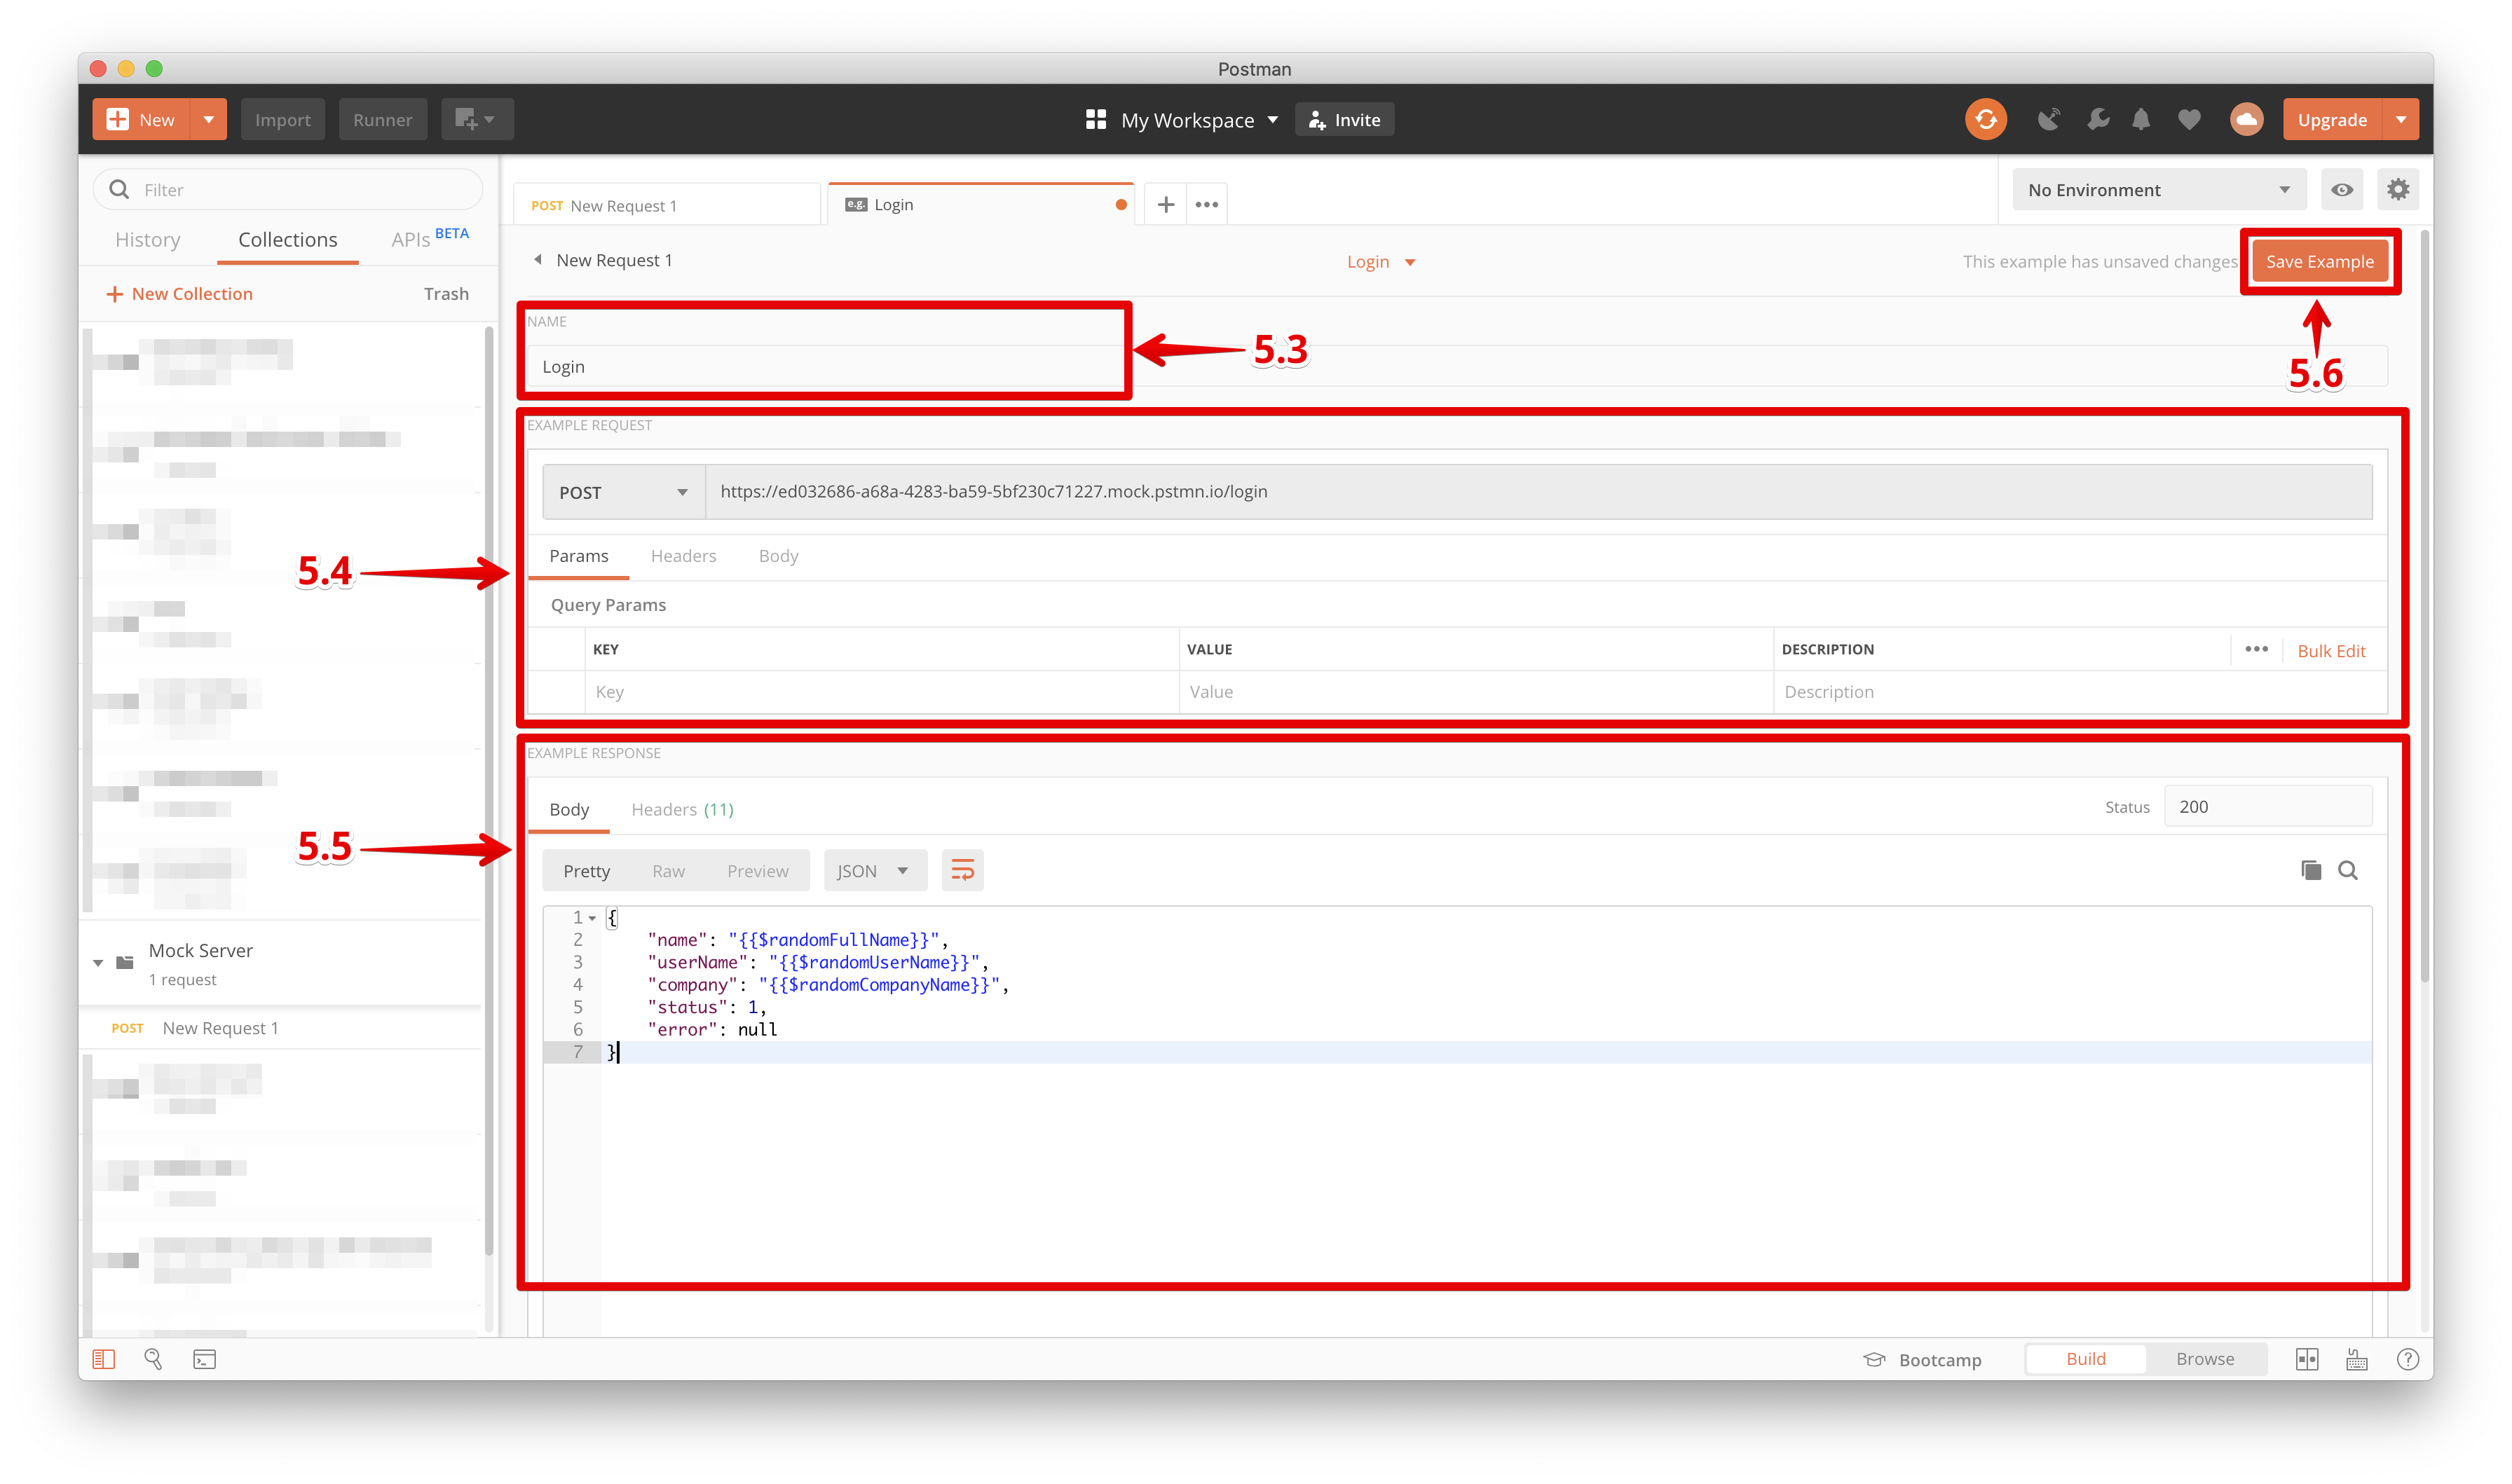 Postman
New Import Runner My Workspace Invite Upgrade
Filter
POST New Request 1 e.g. Login No Environment
History Collections APIs BETA
New Request 1 Login This example has unsaved changes Save Example
New Collection Trash
NAME
5.3
Login
5.6
EXAMPLE REQUEST
POST https://ed032686-a68a-4283-ba59-5bf230c71227.mock.pstmn.io/login
Params Headers Body
5.4
Query Params
KEY VALUE DESCRIPTION ••• Bulk Edit
Key Value Description
EXAMPLE RESPONSE
Body Headers (11) Status 200
5.5
Pretty Raw Preview JSON
1 {
2 "name": "{{$randomFullName}}",
3 "userName": "{{$randomUserName}}",
4 "company": "{{$randomCompanyName}}",
5 "status": 1,
6 "error": null
7 }
Mock Server
1 request
POST New Request 1
Bootcamp Build Browse